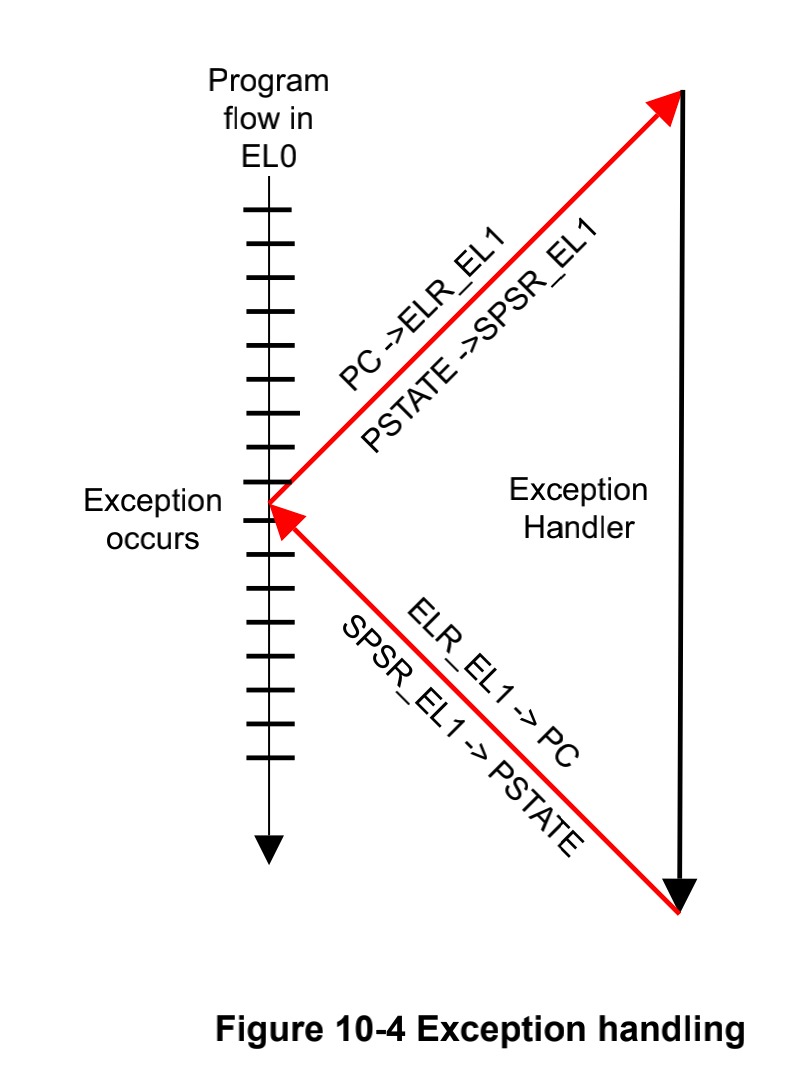 Program
flow in
EL0
PC ->ELR_EL1
PSTATE ->SPSR_EL1
Exception
occurs
Exception
Handler
ELR_EL1 -> PC
SPSR_EL1 -> PSTATE
Figure 10-4 Exception handling